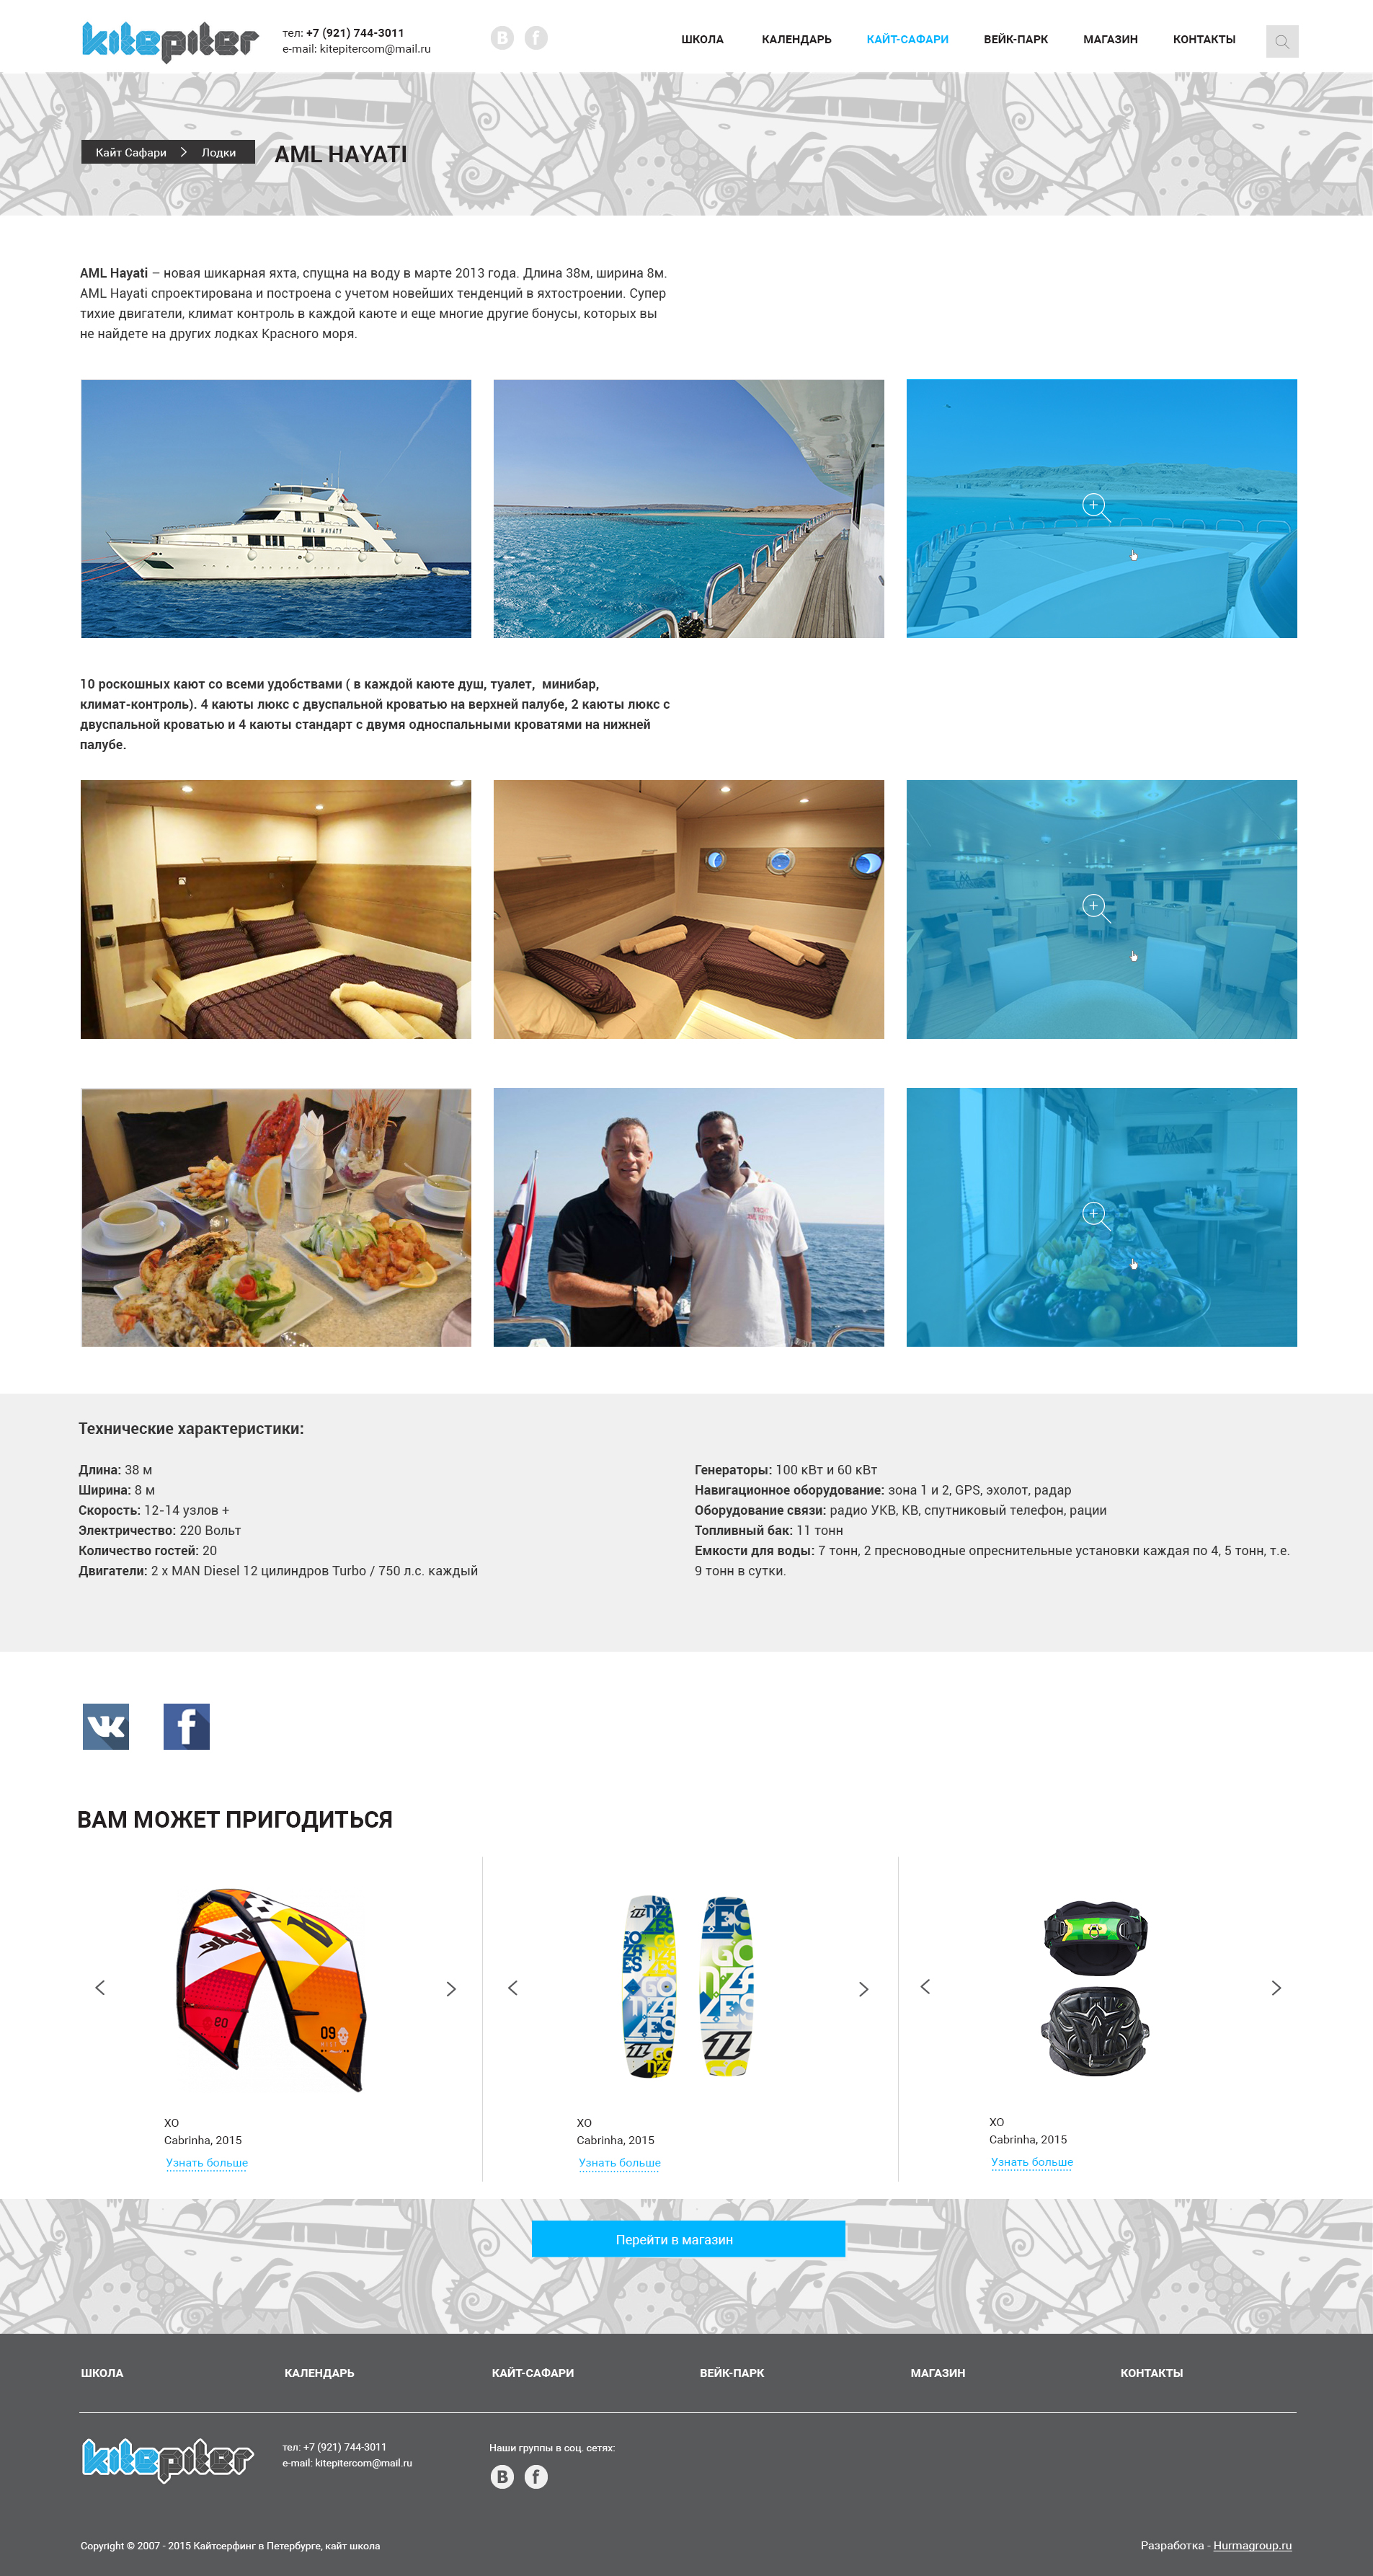 kitepiter
тел: +7 (921) 744-3011
e-mail: kitepitercom@mail.ru
B f
ШКОЛА КАЛЕНДАРЬ КАЙТ-САФАРИ ВЕЙК-ПАРК МАГАЗИН КОНТАКТЫ
Кайт Сафари > Лодки
AML HAYATI
AML Hayati – новая шикарная яхта, спущна на воду в марте 2013 года. Длина 38м, ширина 8м.
AML Hayati спроектирована и построена с учетом новейших тенденций в яхтостроении. Супер
тихие двигатели, климат контроль в каждой каюте и еще многие другие бонусы, которых вы
не найдете на других лодках Красного моря.
AML HAYATY
10 роскошных кают со всеми удобствами ( в каждой каюте душ, туалет, минибар,
климат-контроль). 4 каюты люкс с двуспальной кроватью на верхней палубе, 2 каюты люкс с
двуспальной кроватью и 4 каюты стандарт с двумя односпальными кроватями на нижней
палубе.
Технические характеристики:
Длина: 38 м
Ширина: 8 м
Скорость: 12-14 узлов +
Электричество: 220 Вольт
Количество гостей: 20
Двигатели: 2 x MAN Diesel 12 цилиндров Turbo / 750 л.с. каждый
Генераторы: 100 кВт и 60 кВт
Навигационное оборудование: зона 1 и 2, GPS, эхолот, радар
Оборудование связи: радио УКВ, КВ, спутниковый телефон, рации
Топливный бак: 11 тонн
Емкости для воды: 7 тонн, 2 пресноводные опреснительные установки каждая по 4, 5 тонн, т.е.
9 тонн в сутки.
VK f
ВАМ МОЖЕТ ПРИГОДИТЬСЯ
09
09
GONZALES
GONZALES
XO
Cabrinha, 2015
Узнать больше
XO
Cabrinha, 2015
Узнать больше
XO
Cabrinha, 2015
Узнать больше
Перейти в магазин
ШКОЛА КАЛЕНДАРЬ КАЙТ-САФАРИ ВЕЙК-ПАРК МАГАЗИН КОНТАКТЫ
kitepiter
тел: +7 (921) 744-3011
e-mail: kitepitercom@mail.ru
Наши группы в соц. сетях:
B f
Copyright © 2007 - 2015 Кайтсерфинг в Петербурге, кайт школа
Разработка - Hurmagroup.ru